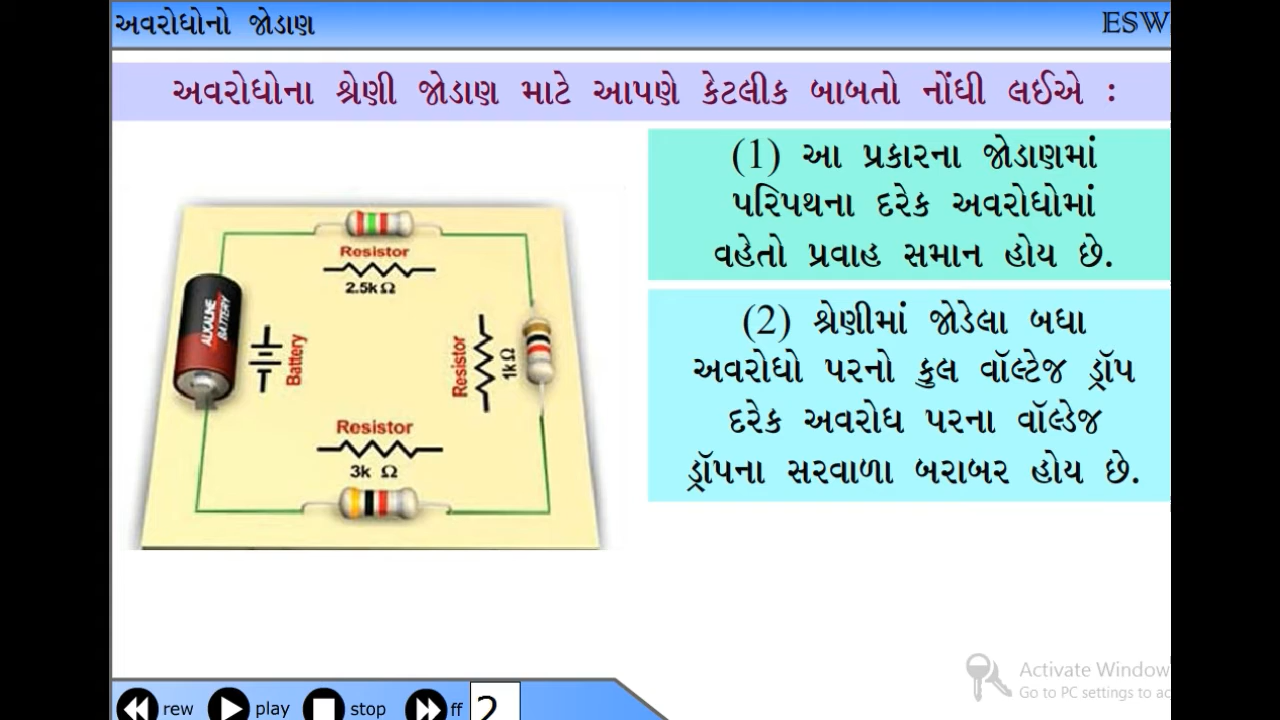 અવરોધોનો જોડાણ
ESW
અવરોધોના શ્રેણી જોડાણ માટે આપણે કેટલીક બાબતો નોંધી લઈએ :
(1) આ પ્રકારના જોડાણમાં
પરિપથના દરેક અવરોધોમાં
વહેતો પ્રવાહ સમાન હોય છે.
(2) શ્રેણીમાં જોડેલા બધા
અવરોધો પરનો કુલ વૉલ્ટેજ ડ્રૉપ
દરેક અવરોધ પરના વૉલ્ડેજ
ડ્રૉપના સરવાળા બરાબર હોય છે.
Resistor
2.5k Ω
ALKALINE
BATTERY
Battery
Resistor
1k Ω
Resistor
3k Ω
Activate Window
Go to PC settings to ac
rew
play
stop
ff
2